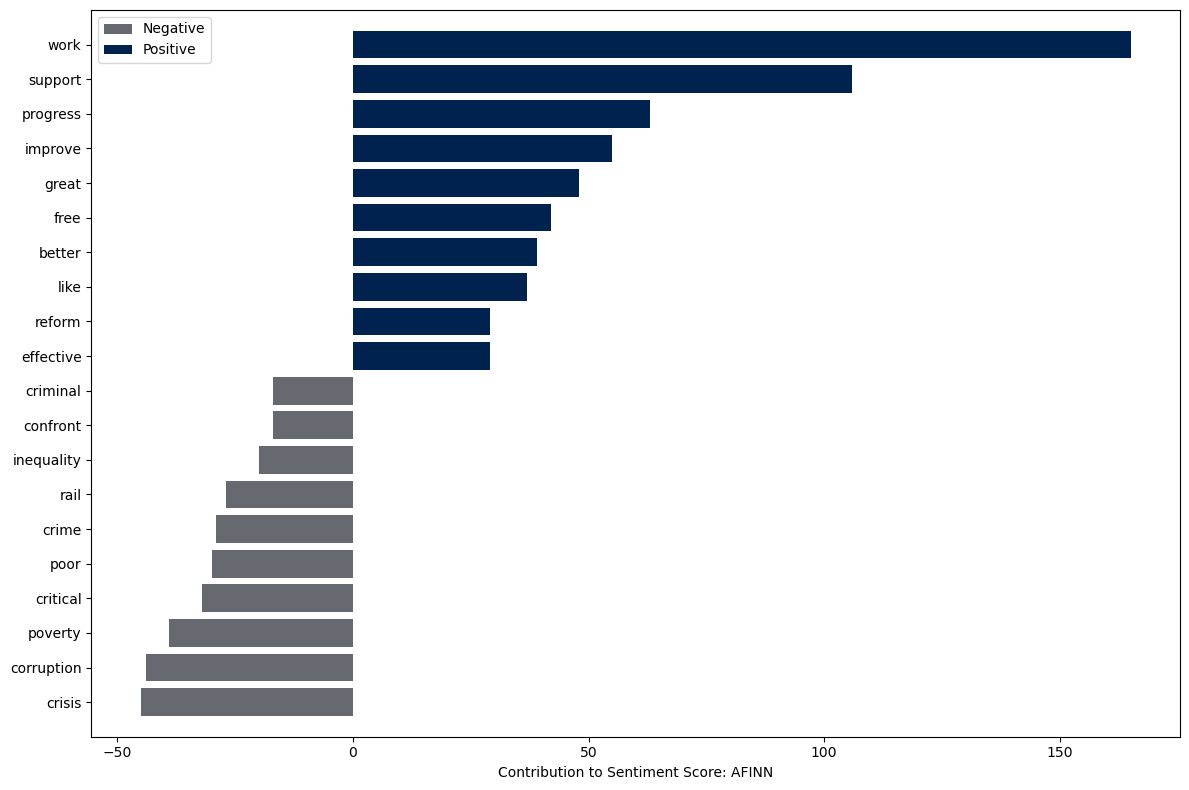 Negative
Positive
work
support
progress
improve
great
free
better
like
reform
effective
criminal
confront
inequality
rail
crime
poor
critical
poverty
corruption
crisis
−50
0
50
100
150
Contribution to Sentiment Score: AFINN